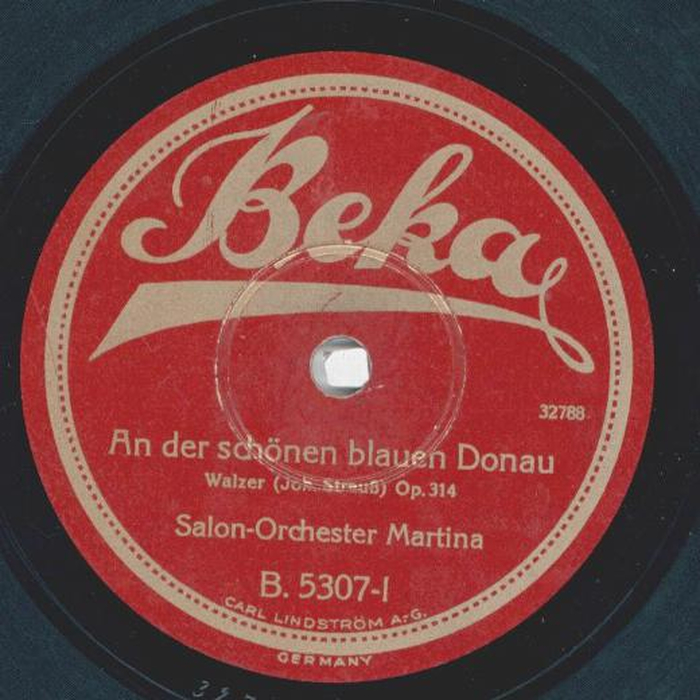 Beka
32788
An der schönen blauen Donau
Walzer (Joh. Strauß) Op. 314
Salon-Orchester Martina
B. 5307-I
CARL LINDSTRÖM A-G.
GERMANY